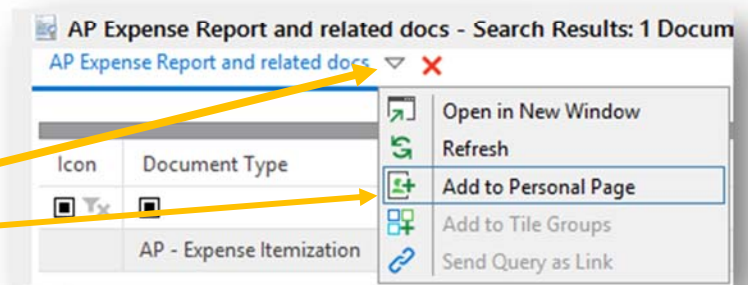 AP Expense Report and related docs - Search Results: 1 Docum
AP Expense Report and related docs
Open in New Window
Refresh
Icon Document Type
Add to Personal Page
Add to Tile Groups
AP - Expense Itemization
Send Query as Link